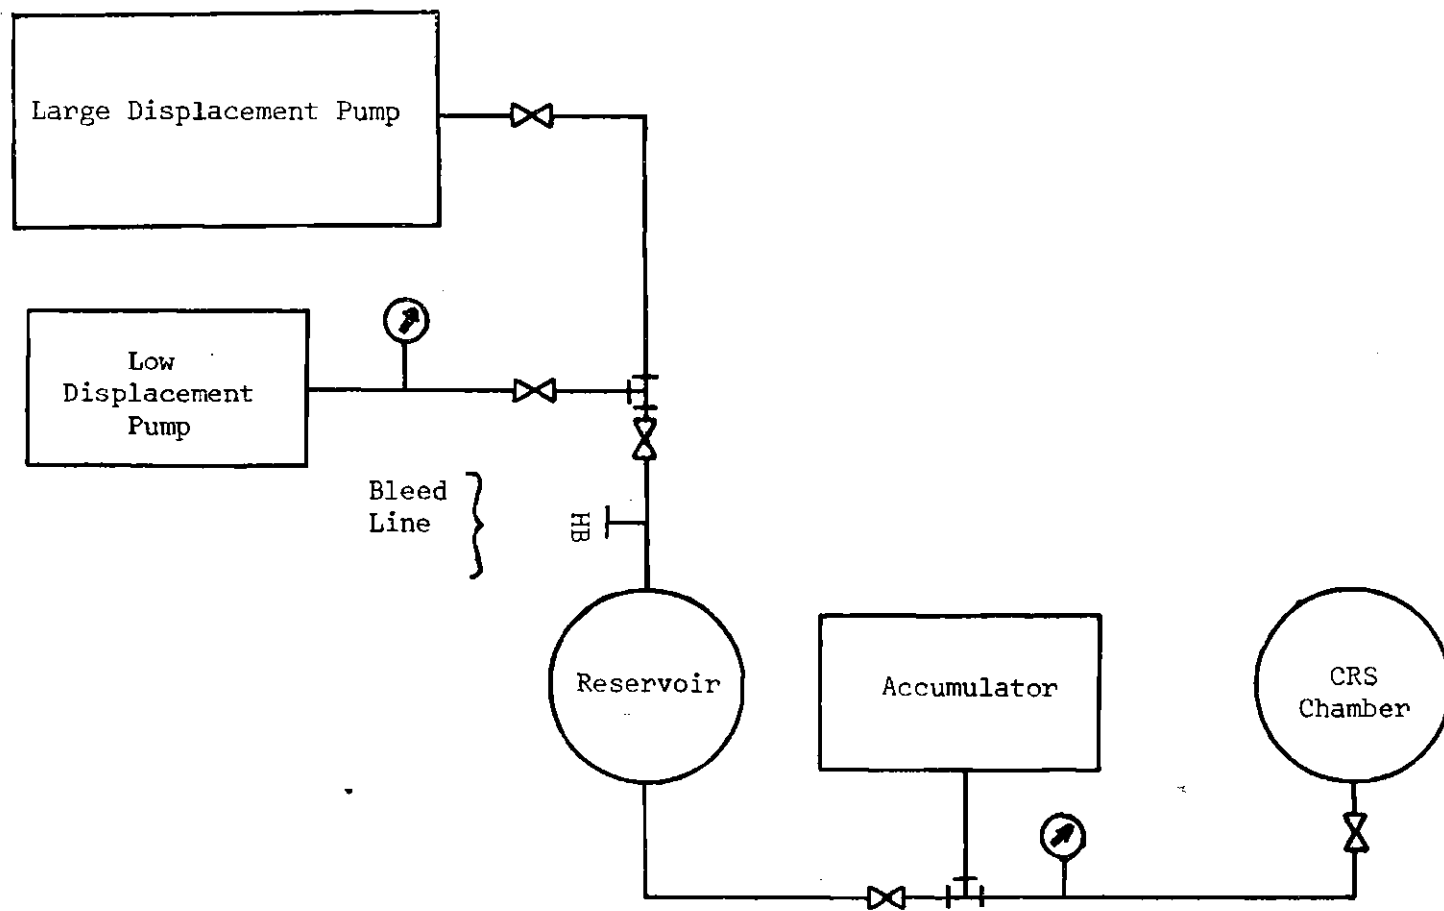 Large Displacement Pump
Low
Displacement
Pump
Bleed
Line
HB
Reservoir
Accumulator
CRS
Chamber